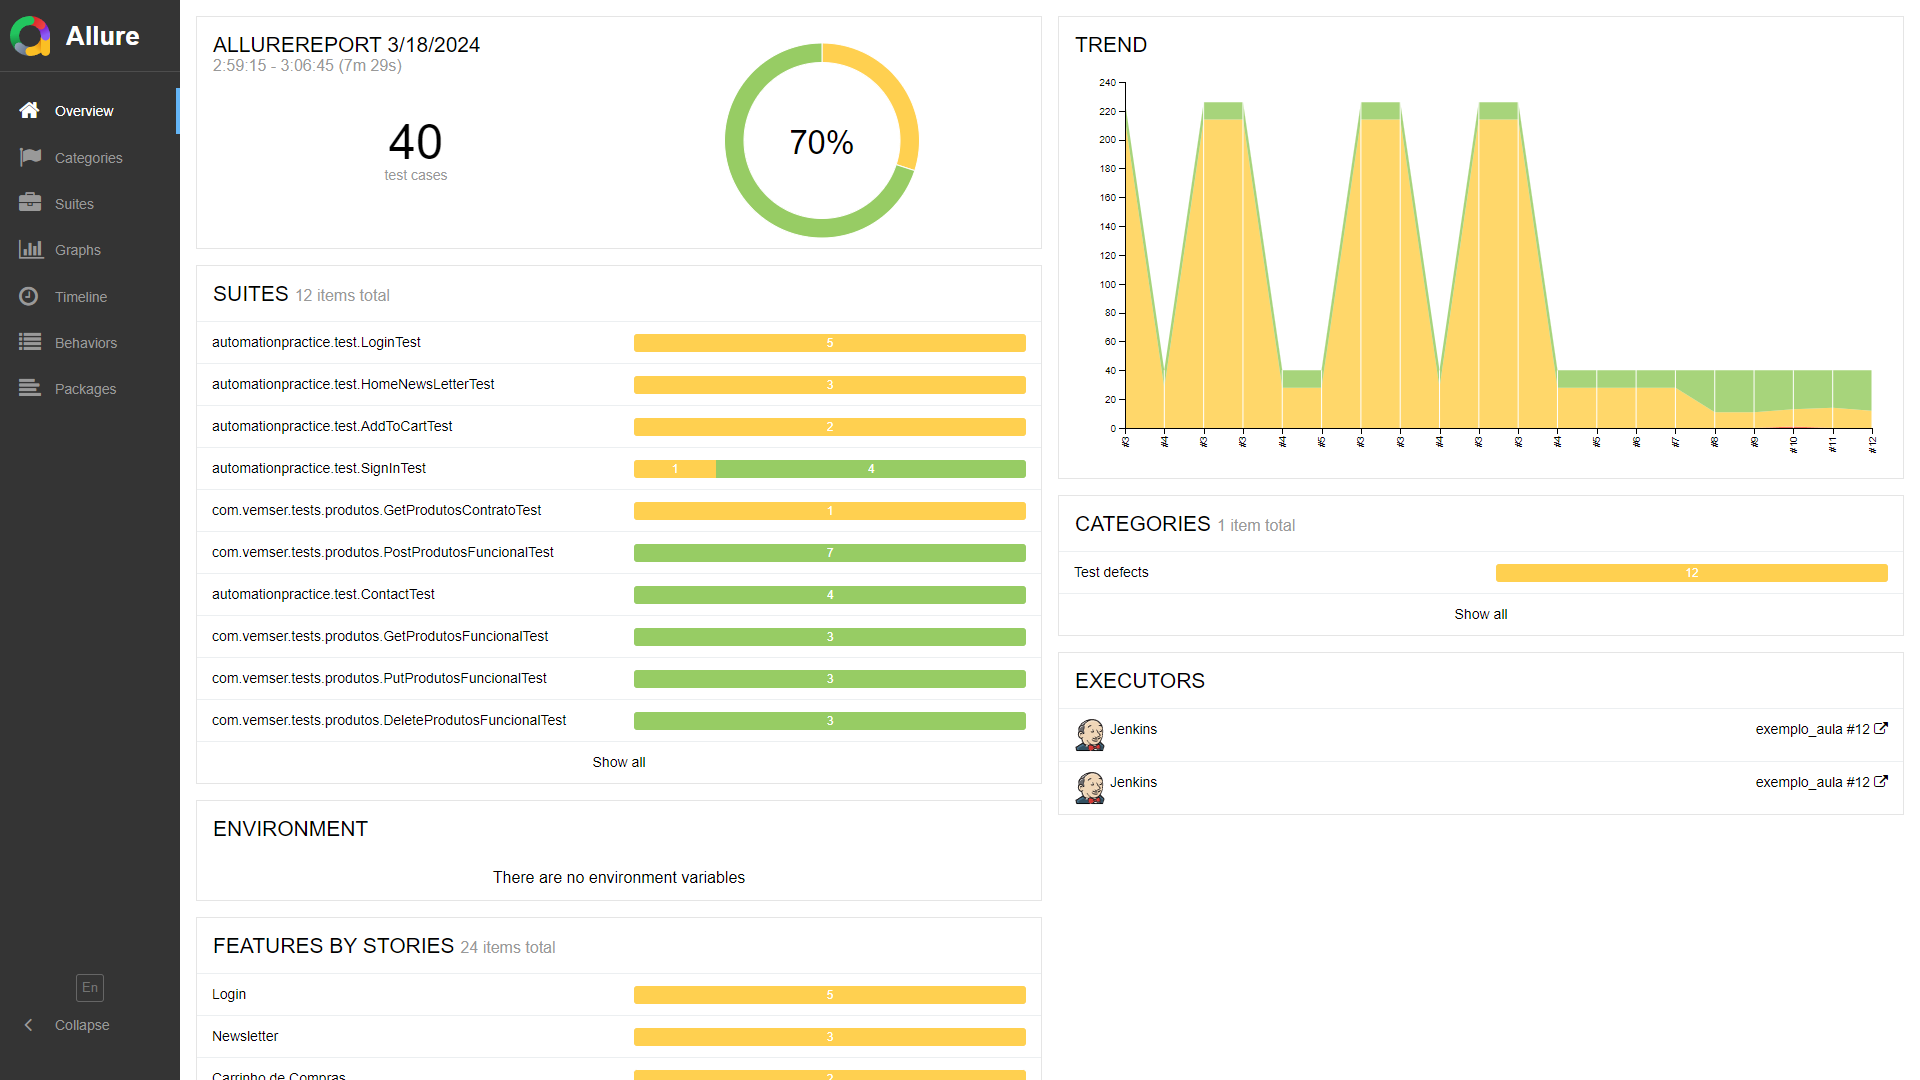 Allure
Overview
Categories
Suites
Graphs
Timeline
Behaviors
Packages
En
Collapse
ALLUREREPORT 3/18/2024
2:59:15 - 3:06:45 (7m 29s)
40
test cases
70%
SUITES 12 items total
automationpractice.test.LoginTest 5
automationpractice.test.HomeNewsLetterTest 3
automationpractice.test.AddToCartTest 2
automationpractice.test.SignInTest 1 4
com.vemser.tests.produtos.GetProdutosContratoTest 1
com.vemser.tests.produtos.PostProdutosFuncionalTest 7
automationpractice.test.ContactTest 4
com.vemser.tests.produtos.GetProdutosFuncionalTest 3
com.vemser.tests.produtos.PutProdutosFuncionalTest 3
com.vemser.tests.produtos.DeleteProdutosFuncionalTest 3
Show all
ENVIRONMENT
There are no environment variables
FEATURES BY STORIES 24 items total
Login 5
Newsletter 3
Carrinho de Compras 2
TREND
240
220
200
180
160
140
120
100
80
60
40
20
0
#3 #4 #3 #3 #4 #5 #3 #3 #4 #3 #3 #4 #5 #6 #7 #8 #9 #10 #11 #12
CATEGORIES 1 item total
Test defects 12
Show all
EXECUTORS
Jenkins exemplo_aula #12
Jenkins exemplo_aula #12